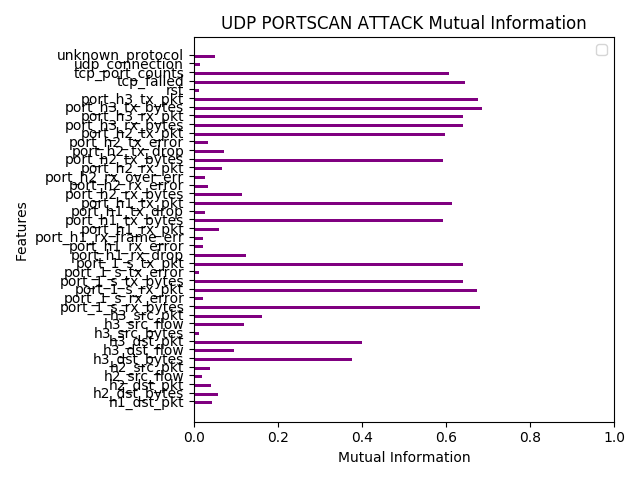 UDP PORTSCAN ATTACK Mutual Information
unknown_protocol
udp_connection
tcp_port_counts
tcp_failed
rst
port_h3_tx_pkt
port_h3_tx_bytes
port_h3_rx_pkt
port_h3_rx_bytes
port_h2_tx_pkt
port_h2_tx_error
port_h2_tx_drop
port_h2_tx_bytes
port_h2_rx_pkt
port_h2_rx_over_err
port_h2_rx_error
port_h2_rx_bytes
port_h1_tx_pkt
port_h1_tx_drop
port_h1_tx_bytes
port_h1_rx_pkt
port_h1_rx_frame_err
port_h1_rx_error
port_h1_rx_drop
port_1_s_tx_pkt
port_1_s_tx_error
port_1_s_tx_bytes
port_1_s_rx_pkt
port_1_s_rx_error
port_1_s_rx_bytes
h3_src_pkt
h3_src_flow
h3_src_bytes
h3_dst_pkt
h3_dst_flow
h3_dst_bytes
h2_src_pkt
h2_src_flow
h2_dst_pkt
h2_dst_bytes
h1_dst_pkt
Features
0.0 0.2 0.4 0.6 0.8 1.0
Mutual Information